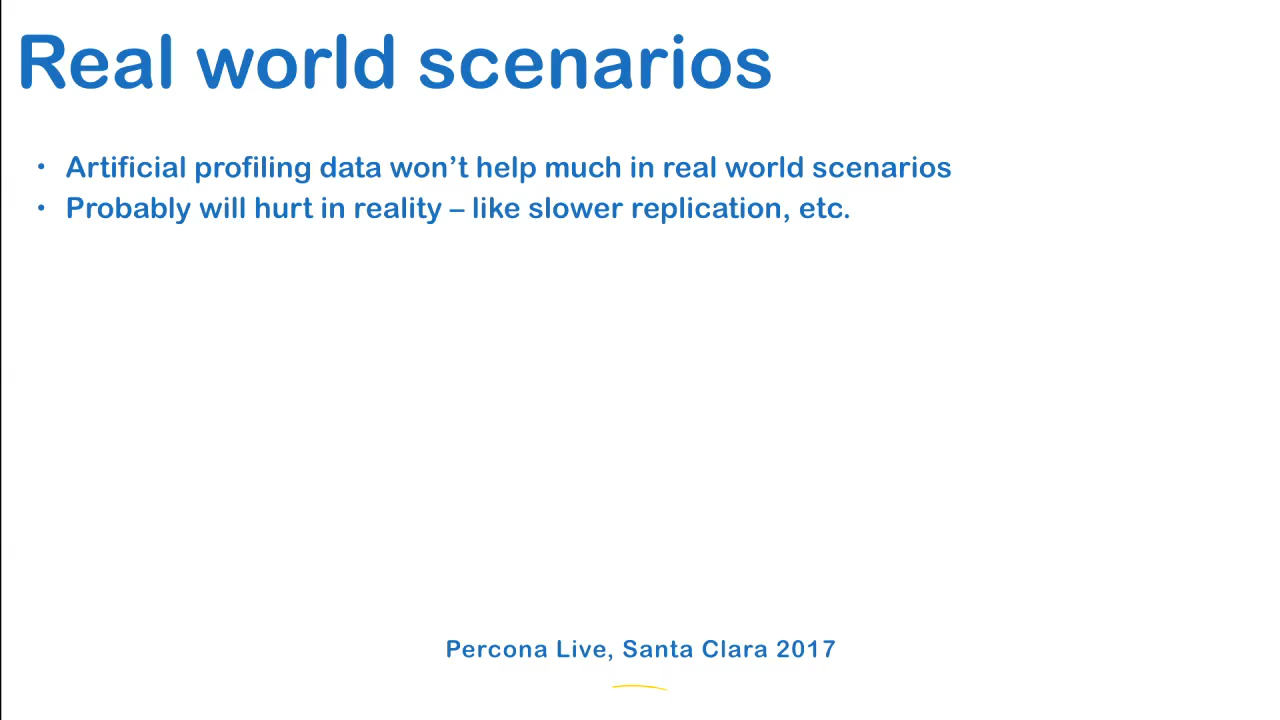 Real world scenarios
• Artificial profiling data won’t help much in real world scenarios
• Probably will hurt in reality – like slower replication, etc.
Percona Live, Santa Clara 2017